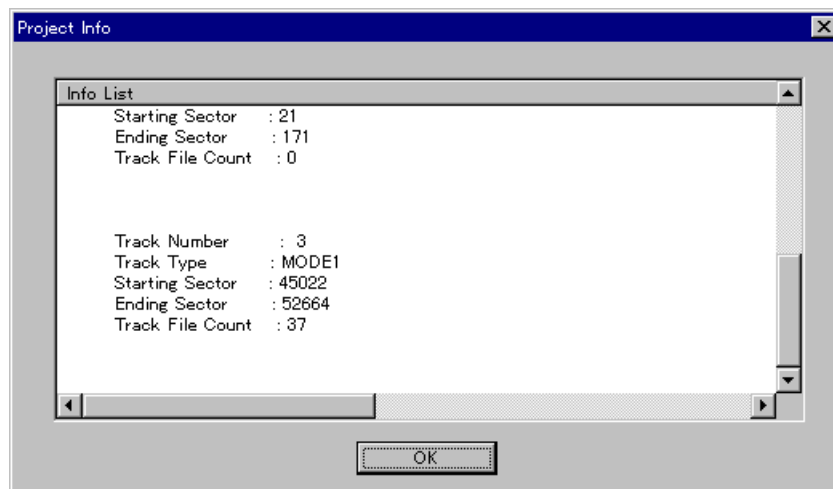 Project Info
Info List
Starting Sector : 21
Ending Sector : 171
Track File Count : 0
Track Number : 3
Track Type : MODE1
Starting Sector : 45022
Ending Sector : 52664
Track File Count : 37
OK